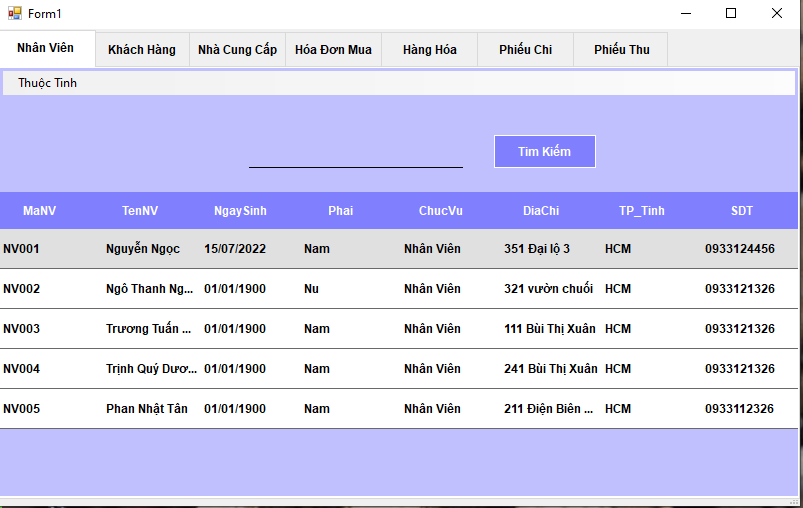 Form1
Nhân Viên Khách Hàng Nhà Cung Cấp Hóa Đơn Mua Hàng Hóa Phiếu Chi Phiếu Thu
Thuộc Tinh
Tim Kiếm
MaNV TenNV NgaySinh Phai ChucVu DiaChi TP_Tinh SDT
NV001 Nguyễn Ngọc 15/07/2022 Nam Nhân Viên 351 Đại lộ 3 HCM 0933124456
NV002 Ngô Thanh Ng... 01/01/1900 Nu Nhân Viên 321 vườn chuối HCM 0933121326
NV003 Trương Tuấn ... 01/01/1900 Nam Nhân Viên 111 Bùi Thị Xuân HCM 0933121326
NV004 Trịnh Quý Dươ... 01/01/1900 Nam Nhân Viên 241 Bùi Thị Xuân HCM 0933121326
NV005 Phan Nhật Tân 01/01/1900 Nam Nhân Viên 211 Điện Biên ... HCM 0933112326